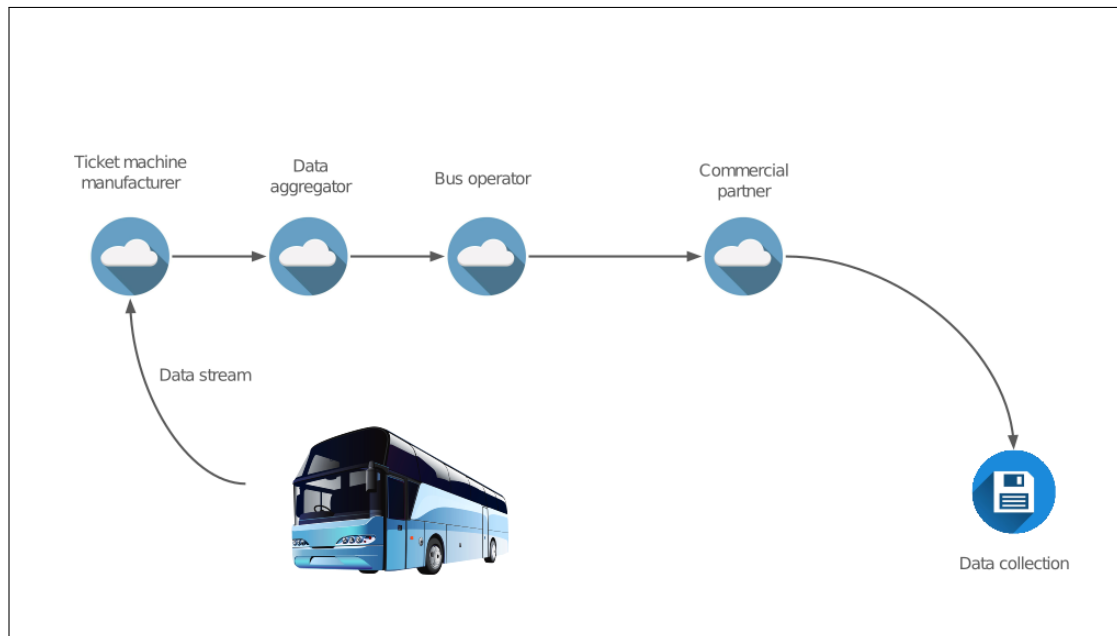 Ticket machine
manufacturer
Data
aggregator
Bus operator
Commercial
partner
Data stream
Data collection